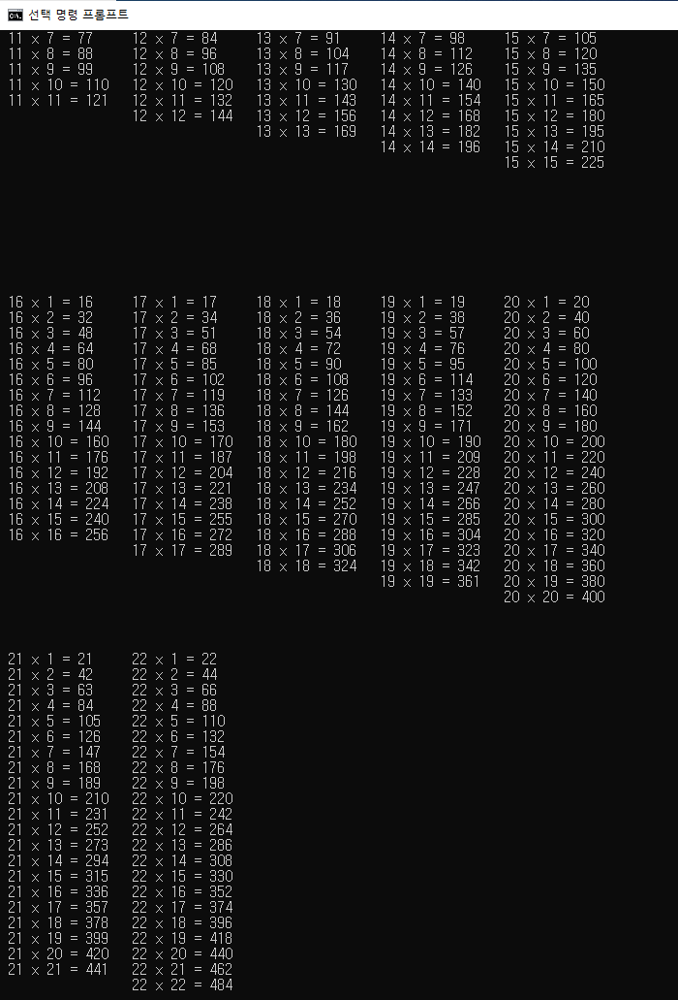 선택 명령 프롬프트
11 x 7 = 77 12 x 7 = 84 13 x 7 = 91 14 x 7 = 98 15 x 7 = 105
11 x 8 = 88 12 x 8 = 96 13 x 8 = 104 14 x 8 = 112 15 x 8 = 120
11 x 9 = 99 12 x 9 = 108 13 x 9 = 117 14 x 9 = 126 15 x 9 = 135
11 x 10 = 110 12 x 10 = 120 13 x 10 = 130 14 x 10 = 140 15 x 10 = 150
11 x 11 = 121 12 x 11 = 132 13 x 11 = 143 14 x 11 = 154 15 x 11 = 165
12 x 12 = 144 13 x 12 = 156 14 x 12 = 168 15 x 12 = 180
13 x 13 = 169 14 x 13 = 182 15 x 13 = 195
14 x 14 = 196 15 x 14 = 210
15 x 15 = 225
16 x 1 = 16 17 x 1 = 17 18 x 1 = 18 19 x 1 = 19 20 x 1 = 20
16 x 2 = 32 17 x 2 = 34 18 x 2 = 36 19 x 2 = 38 20 x 2 = 40
16 x 3 = 48 17 x 3 = 51 18 x 3 = 54 19 x 3 = 57 20 x 3 = 60
16 x 4 = 64 17 x 4 = 68 18 x 4 = 72 19 x 4 = 76 20 x 4 = 80
16 x 5 = 80 17 x 5 = 85 18 x 5 = 90 19 x 5 = 95 20 x 5 = 100
16 x 6 = 96 17 x 6 = 102 18 x 6 = 108 19 x 6 = 114 20 x 6 = 120
16 x 7 = 112 17 x 7 = 119 18 x 7 = 126 19 x 7 = 133 20 x 7 = 140
16 x 8 = 128 17 x 8 = 136 18 x 8 = 144 19 x 8 = 152 20 x 8 = 160
16 x 9 = 144 17 x 9 = 153 18 x 9 = 162 19 x 9 = 171 20 x 9 = 180
16 x 10 = 160 17 x 10 = 170 18 x 10 = 180 19 x 10 = 190 20 x 10 = 200
16 x 11 = 176 17 x 11 = 187 18 x 11 = 198 19 x 11 = 209 20 x 11 = 220
16 x 12 = 192 17 x 12 = 204 18 x 12 = 216 19 x 12 = 228 20 x 12 = 240
16 x 13 = 208 17 x 13 = 221 18 x 13 = 234 19 x 13 = 247 20 x 13 = 260
16 x 14 = 224 17 x 14 = 238 18 x 14 = 252 19 x 14 = 266 20 x 14 = 280
16 x 15 = 240 17 x 15 = 255 18 x 15 = 270 19 x 15 = 285 20 x 15 = 300
16 x 16 = 256 17 x 16 = 272 18 x 16 = 288 19 x 16 = 304 20 x 16 = 320
17 x 17 = 289 18 x 17 = 306 19 x 17 = 323 20 x 17 = 340
18 x 18 = 324 19 x 18 = 342 20 x 18 = 360
19 x 19 = 361 20 x 19 = 380
20 x 20 = 400
21 x 1 = 21 22 x 1 = 22
21 x 2 = 42 22 x 2 = 44
21 x 3 = 63 22 x 3 = 66
21 x 4 = 84 22 x 4 = 88
21 x 5 = 105 22 x 5 = 110
21 x 6 = 126 22 x 6 = 132
21 x 7 = 147 22 x 7 = 154
21 x 8 = 168 22 x 8 = 176
21 x 9 = 189 22 x 9 = 198
21 x 10 = 210 22 x 10 = 220
21 x 11 = 231 22 x 11 = 242
21 x 12 = 252 22 x 12 = 264
21 x 13 = 273 22 x 13 = 286
21 x 14 = 294 22 x 14 = 308
21 x 15 = 315 22 x 15 = 330
21 x 16 = 336 22 x 16 = 352
21 x 17 = 357 22 x 17 = 374
21 x 18 = 378 22 x 18 = 396
21 x 19 = 399 22 x 19 = 418
21 x 20 = 420 22 x 20 = 440
21 x 21 = 441 22 x 21 = 462
22 x 22 = 484